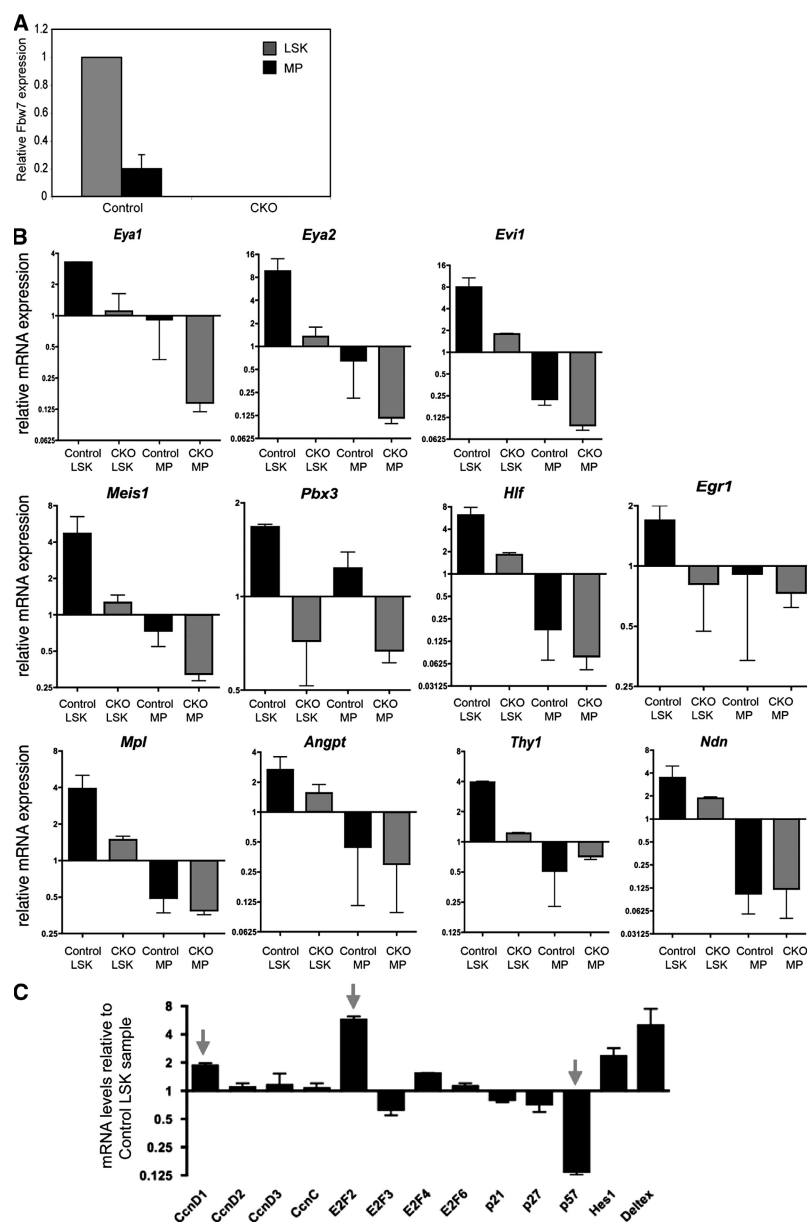 A
Relative Fbw7 expression
1.2
1
0.8
0.6
0.4
0.2
0
LSK
MP
Control
CKO
B
Eya1
relative mRNA expression
4
2
1
0.5
0.25
0.125
0.0625
Control LSK
CKO LSK
Control MP
CKO MP
Eya2
16
8
4
2
1
0.5
0.25
0.125
0.0625
Control LSK
CKO LSK
Control MP
CKO MP
Evi1
16
8
4
2
1
0.5
0.25
0.125
0.0625
Control LSK
CKO LSK
Control MP
CKO MP
Meis1
relative mRNA expression
8
4
2
1
0.5
0.25
Control LSK
CKO LSK
Control MP
CKO MP
Pbx3
2
1
0.5
Control LSK
CKO LSK
Control MP
CKO MP
Hlf
8
4
2
1
0.5
0.25
0.125
0.0625
0.03125
Control LSK
CKO LSK
Control MP
CKO MP
Egr1
2
1
0.5
0.25
Control LSK
CKO LSK
Control MP
CKO MP
Mpl
relative mRNA expression
8
4
2
1
0.5
0.25
Control LSK
CKO LSK
Control MP
CKO MP
Angpt
4
2
1
0.5
0.25
0.125
0.0625
Control LSK
CKO LSK
Control MP
CKO MP
Thy1
8
4
2
1
0.5
0.25
0.125
Control LSK
CKO LSK
Control MP
CKO MP
Ndn
8
4
2
1
0.5
0.25
0.125
0.0625
0.03125
Control LSK
CKO LSK
Control MP
CKO MP
C
mRNA levels relative to
Control LSK sample
8
4
2
1
0.5
0.25
0.125
CcnD1
CcnD2
CcnD3
CcnC
E2F2
E2F3
E2F4
E2F6
p21
p27
p57
Hes1
Deltex